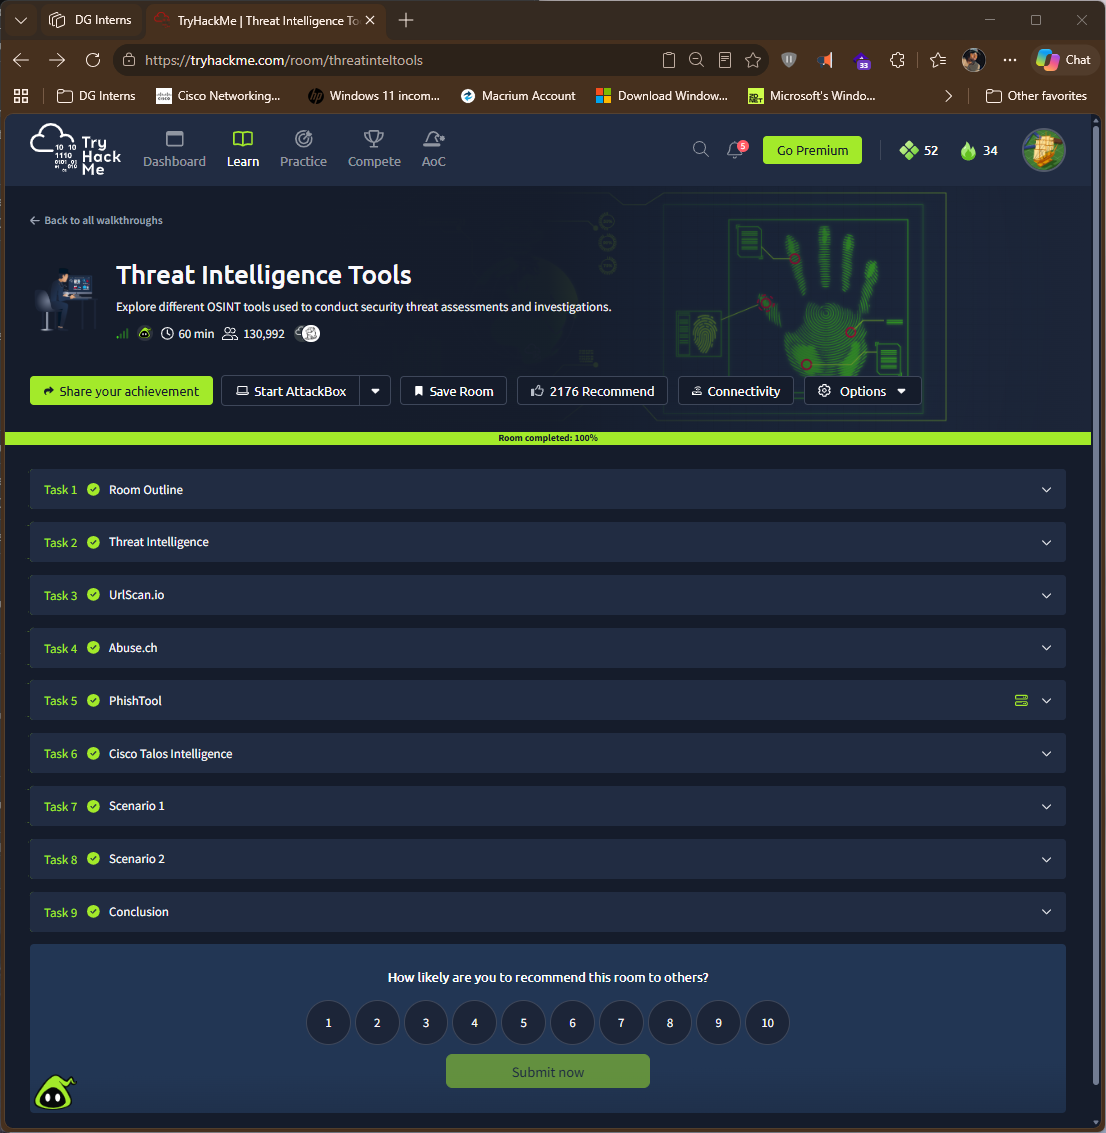 DG Interns
TryHackMe | Threat Intelligence To
https://tryhackme.com/room/threatinteltools
33
Chat
DG Interns
Cisco Networking...
Windows 11 incom...
Macrium Account
Download Window...
Microsoft's Windo...
Other favorites
Try
Hack
Me
Dashboard
Learn
Practice
Compete
AoC
5
Go Premium
52
34
Back to all walkthroughs
Threat Intelligence Tools
Explore different OSINT tools used to conduct security threat assessments and investigations.
60 min
130,992
Share your achievement
Start AttackBox
Save Room
2176 Recommend
Connectivity
Options
Room completed: 100%
Task 1 Room Outline
Task 2 Threat Intelligence
Task 3 UrlScan.io
Task 4 Abuse.ch
Task 5 PhishTool
Task 6 Cisco Talos Intelligence
Task 7 Scenario 1
Task 8 Scenario 2
Task 9 Conclusion
How likely are you to recommend this room to others?
1 2 3 4 5 6 7 8 9 10
Submit now